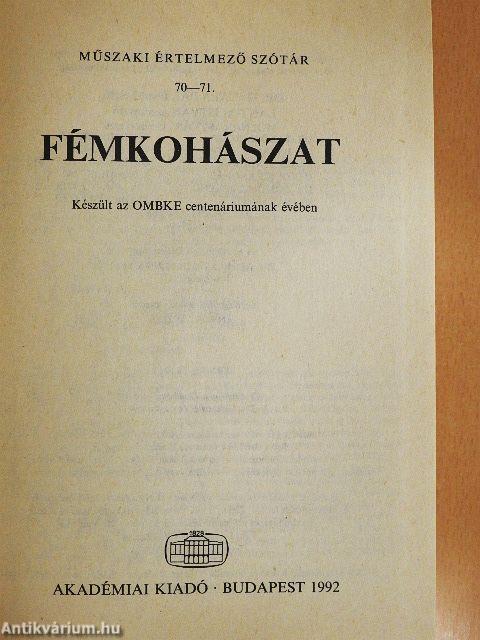 MŰSZAKI ÉRTELMEZŐ SZÓTÁR
70—71.
FÉMKOHÁSZAT
Készült az OMBKE centenáriumának évében
1828
AKADÉMIAI KIADÓ · BUDAPEST 1992
Antikvárium.hu